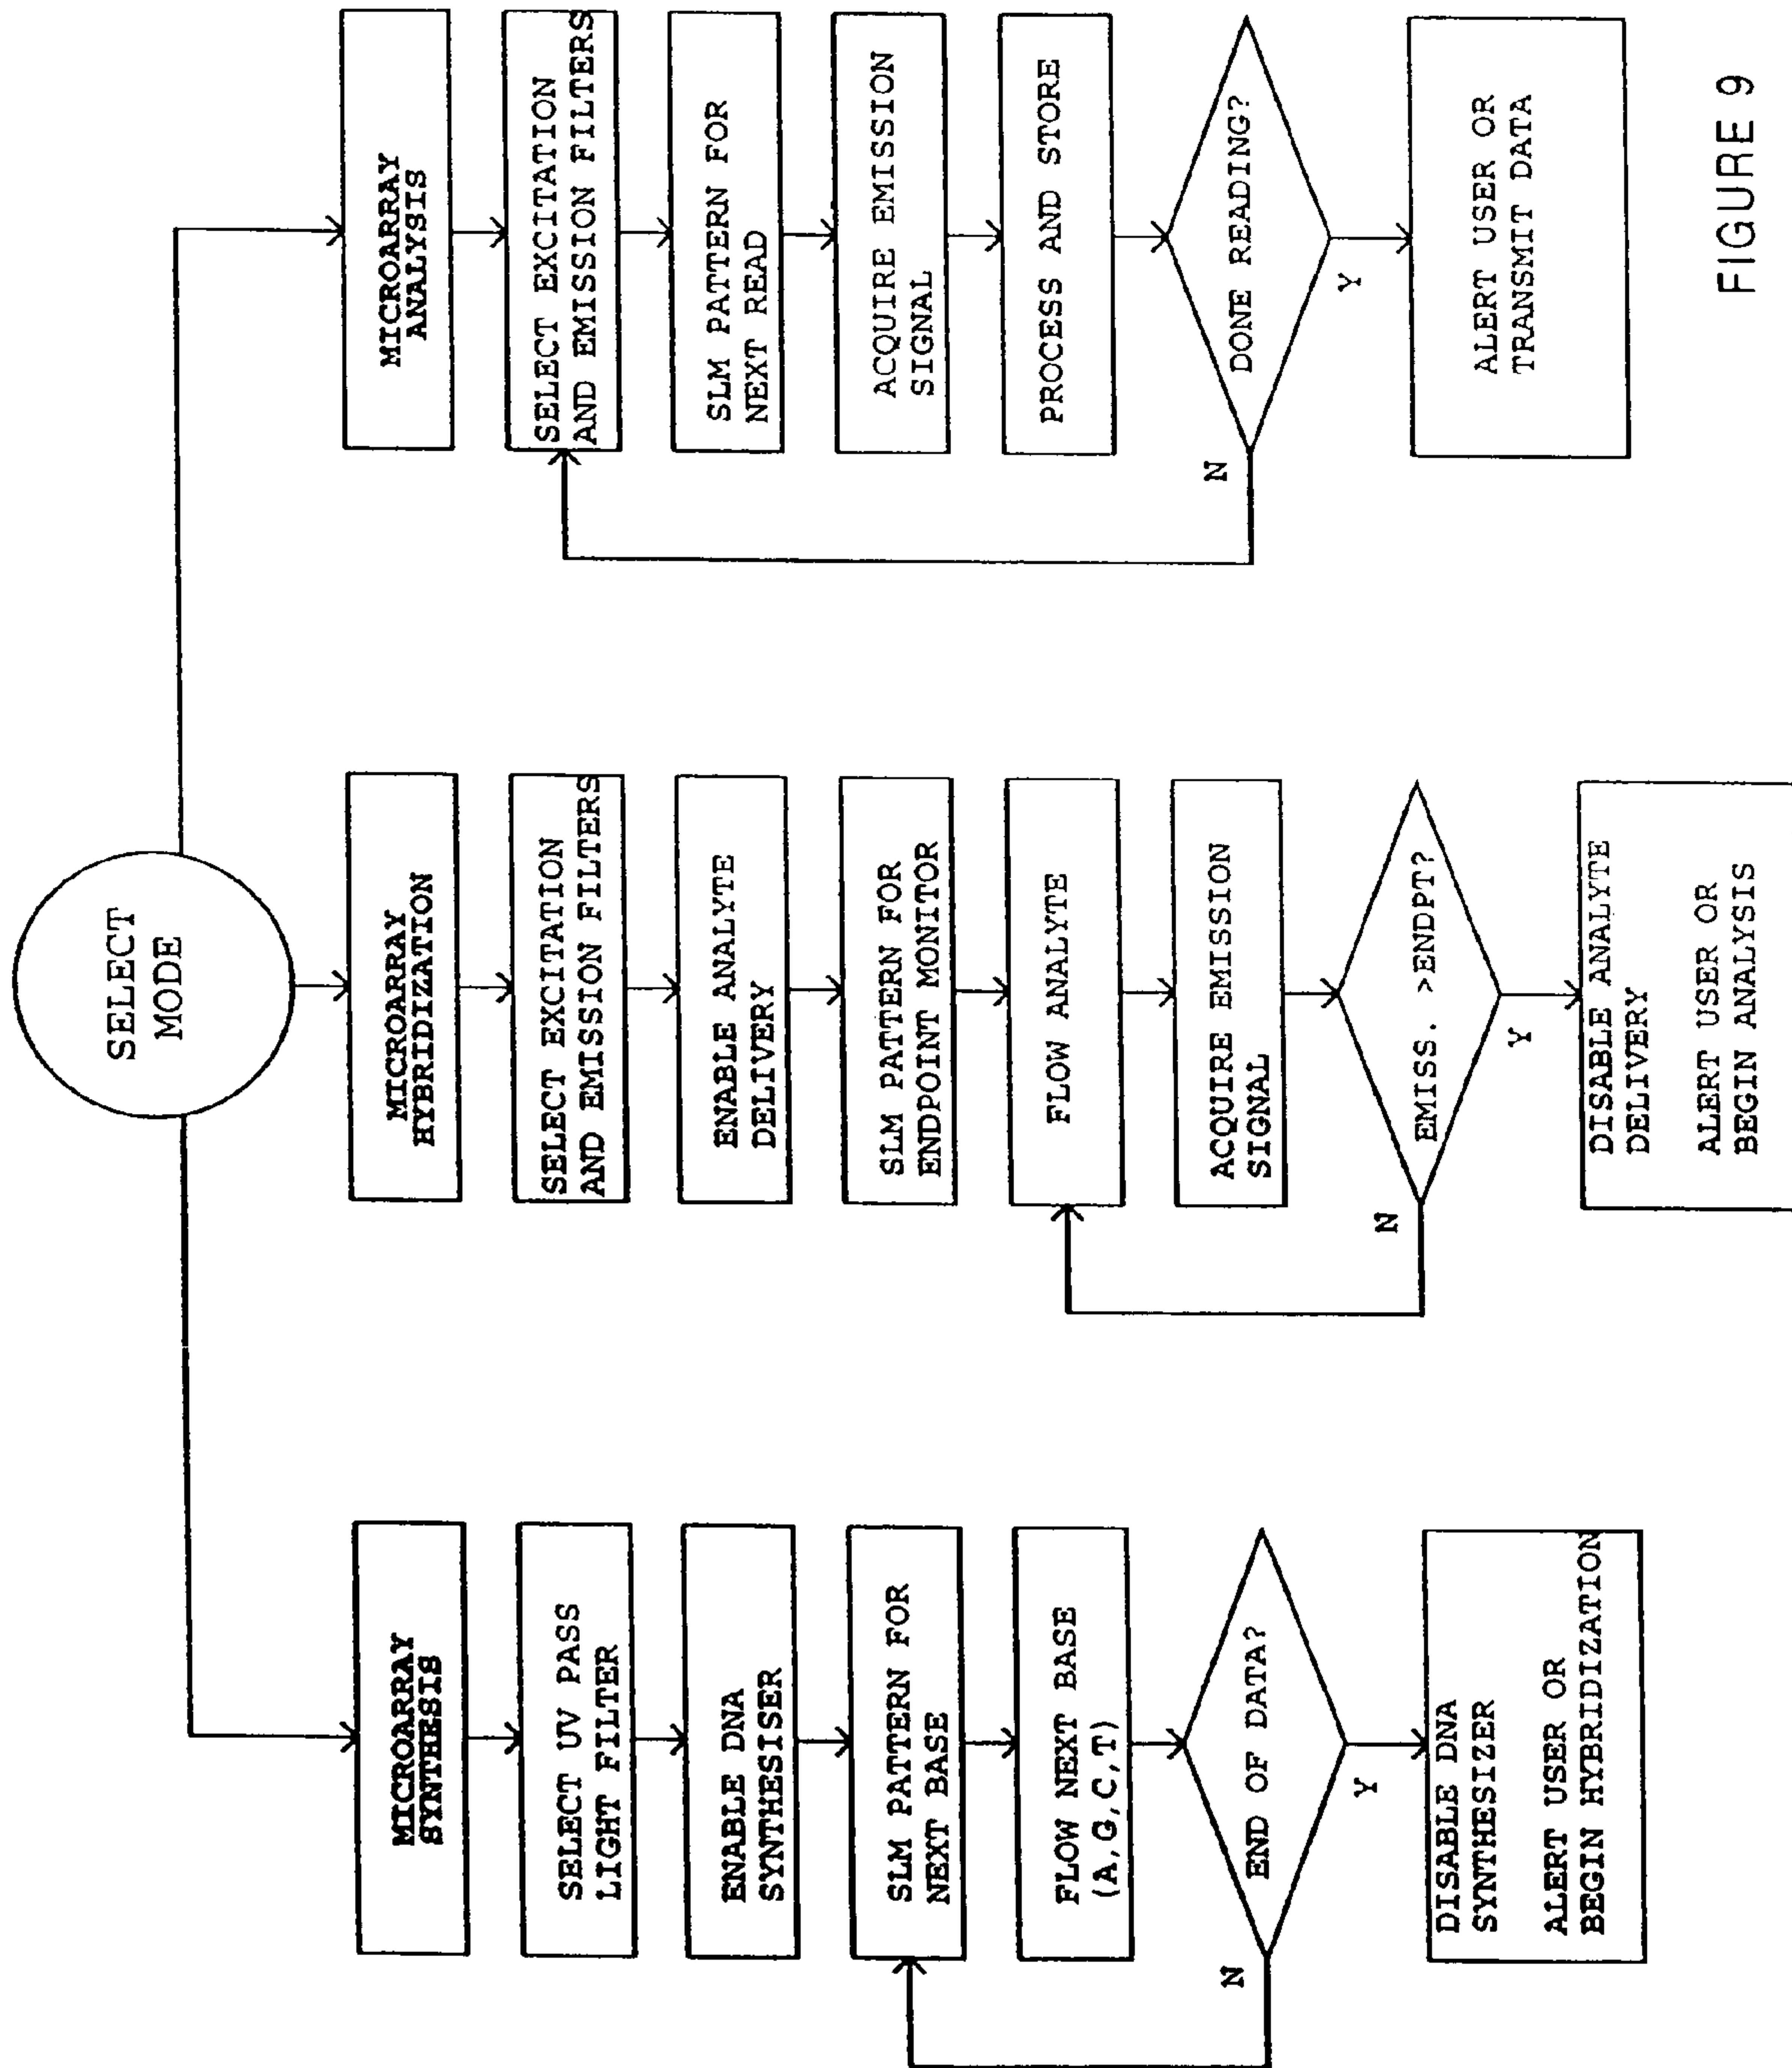 SELECT
MODE
MICROARRAY
SYNTHESIS
SELECT UV PASS
LIGHT FILTER
ENABLE DNA
SYNTHESISER
SLM PATTERN FOR
NEXT BASE
FLOW NEXT BASE
(A,G,C,T)
END OF DATA?
N
Y
DISABLE DNA
SYNTHESIZER
ALERT USER OR
BEGIN HYBRIDIZATION
MICROARRAY
HYBRIDIZATION
SELECT EXCITATION
AND EMISSION FILTERS
ENABLE ANALYTE
DELIVERY
SLM PATTERN FOR
ENDPOINT MONITOR
FLOW ANALYTE
ACQUIRE EMISSION
SIGNAL
EMISS. >ENDPT?
N
Y
DISABLE ANALYTE
DELIVERY
ALERT USER OR
BEGIN ANALYSIS
MICROARRAY
ANALYSIS
SELECT EXCITATION
AND EMISSION FILTERS
SLM PATTERN FOR
NEXT READ
ACQUIRE EMISSION
SIGNAL
PROCESS AND STORE
DONE READING?
N
Y
ALERT USER OR
TRANSMIT DATA
FIGURE 9